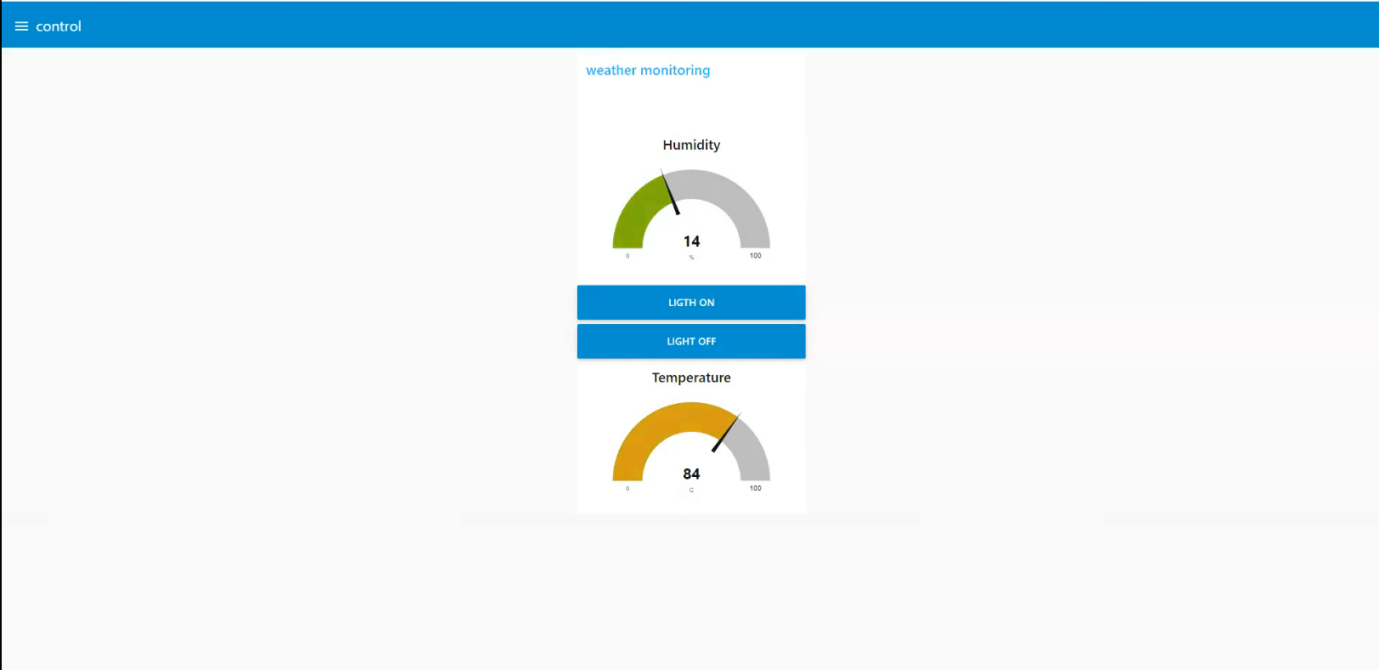 control
weather monitoring
Humidity
14
0 % 100
LIGTH ON
LIGHT OFF
Temperature
84
0 C 100